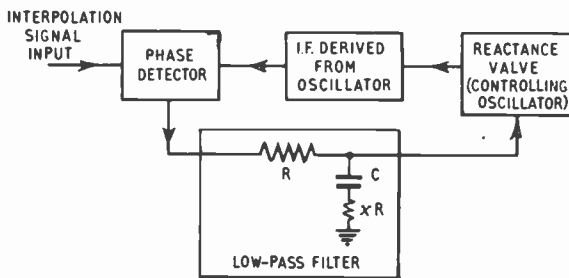 INTERPOLATION
SIGNAL
INPUT
PHASE
DETECTOR
I.F. DERIVED
FROM
OSCILLATOR
REACTANCE
VALVE
(CONTROLLING
OSCILLATOR)
R
C
xR
LOW-PASS FILTER